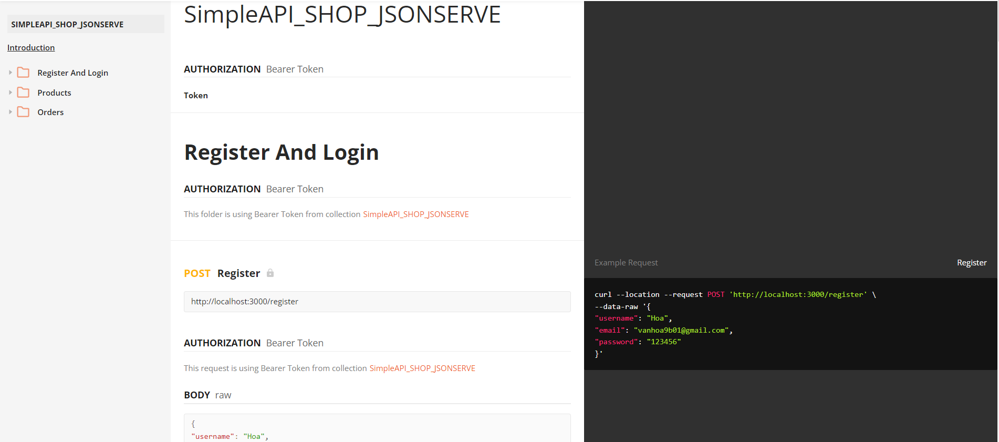 SIMPLEAPI_SHOP_JSONSERVE
Introduction
Register And Login
Products
Orders
SimpleAPI_SHOP_JSONSERVE
AUTHORIZATION Bearer Token
Token
Register And Login
AUTHORIZATION Bearer Token
This folder is using Bearer Token from collection SimpleAPI_SHOP_JSONSERVE
POST Register
http://localhost:3000/register
AUTHORIZATION Bearer Token
This request is using Bearer Token from collection SimpleAPI_SHOP_JSONSERVE
BODY raw
{
"username": "Hoa",
Example Request Register
curl --location --request POST 'http://localhost:3000/register' \
--data-raw '{
"username": "Hoa",
"email": "vanhoa9b01@gmail.com",
"password": "123456"
}'